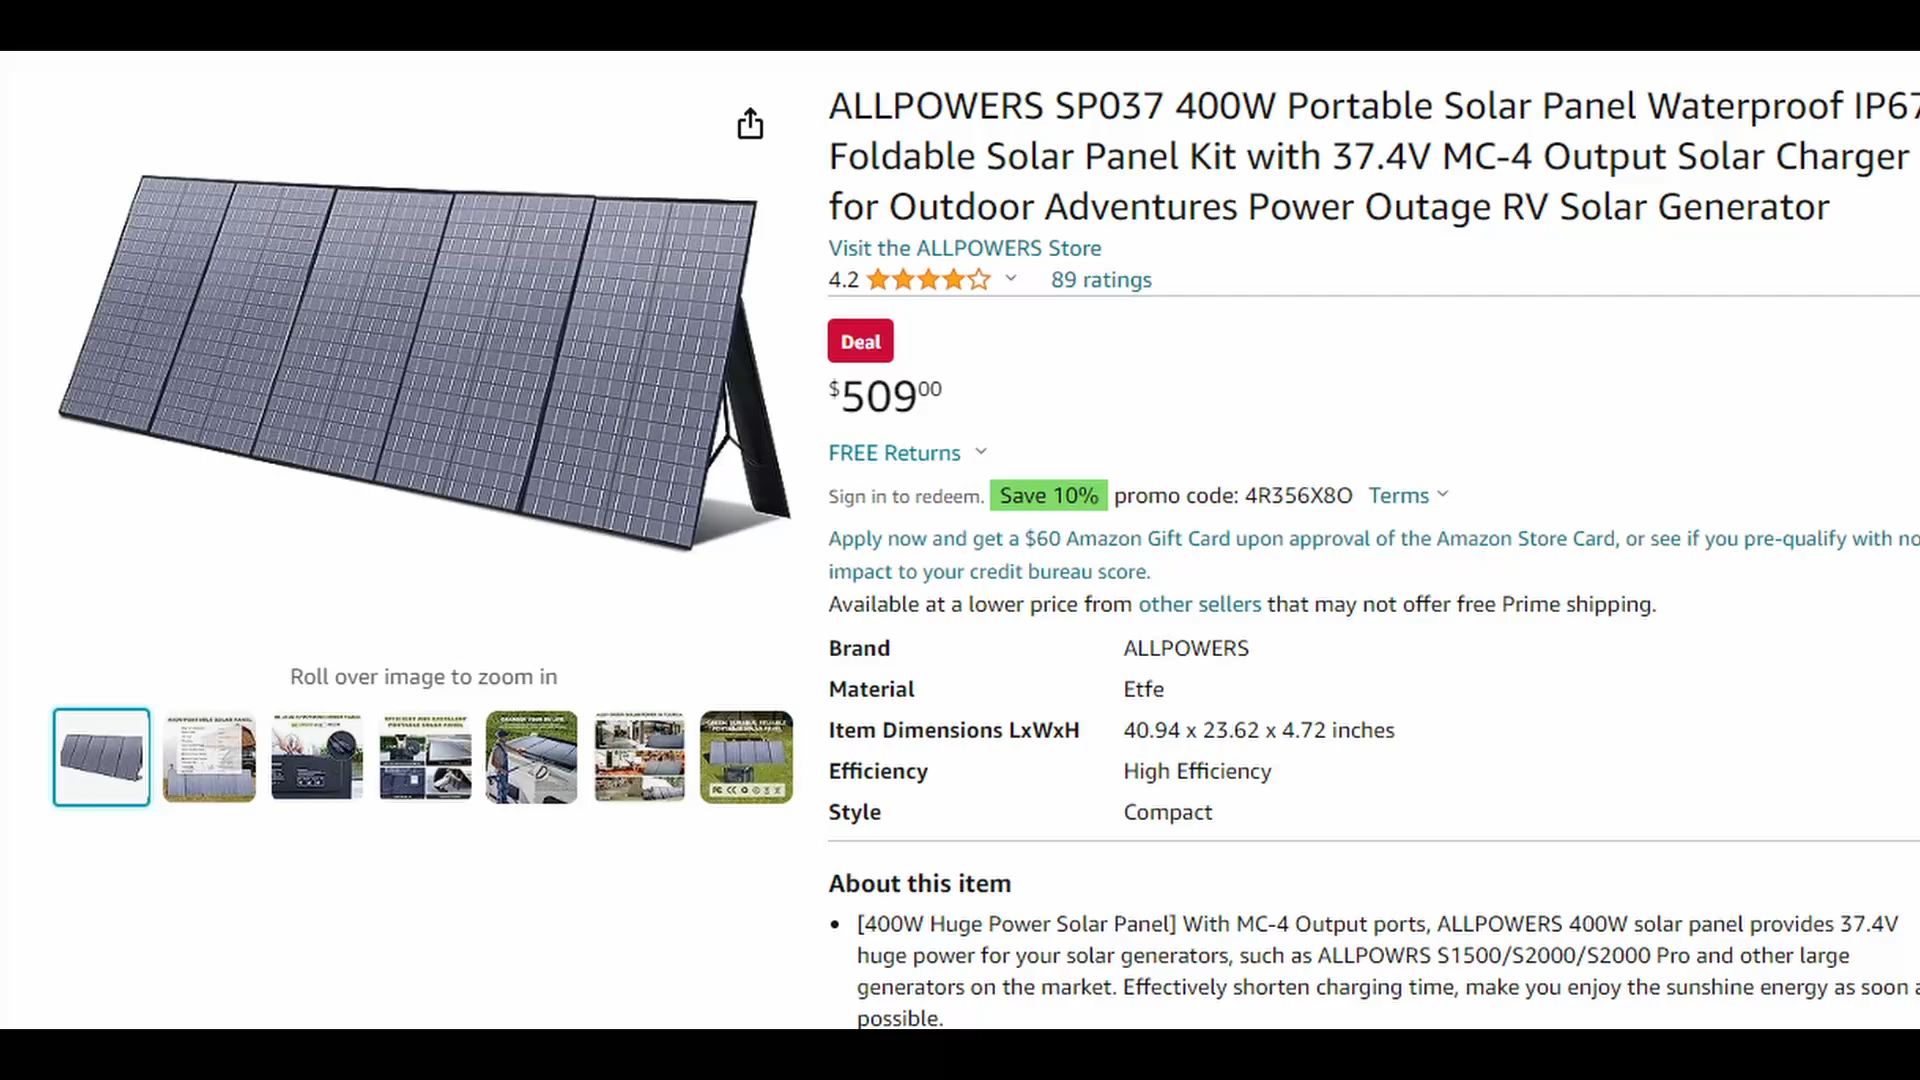 ALLPOWERS SP037 400W Portable Solar Panel Waterproof IP67
Foldable Solar Panel Kit with 37.4V MC-4 Output Solar Charger
for Outdoor Adventures Power Outage RV Solar Generator
Visit the ALLPOWERS Store
4.2
89 ratings
Deal
$50900
FREE Returns
Sign in to redeem. Save 10% promo code: 4R356X8O Terms
Apply now and get a $60 Amazon Gift Card upon approval of the Amazon Store Card, or see if you pre-qualify with no
impact to your credit bureau score.
Available at a lower price from other sellers that may not offer free Prime shipping.
Brand ALLPOWERS
Material Etfe
Item Dimensions LxWxH 40.94 x 23.62 x 4.72 inches
Efficiency High Efficiency
Style Compact
About this item
[400W Huge Power Solar Panel] With MC-4 Output ports, ALLPOWERS 400W solar panel provides 37.4V
huge power for your solar generators, such as ALLPOWRS S1500/S2000/S2000 Pro and other large
generators on the market. Effectively shorten charging time, make you enjoy the sunshine energy as soon
possible.
Roll over image to zoom in